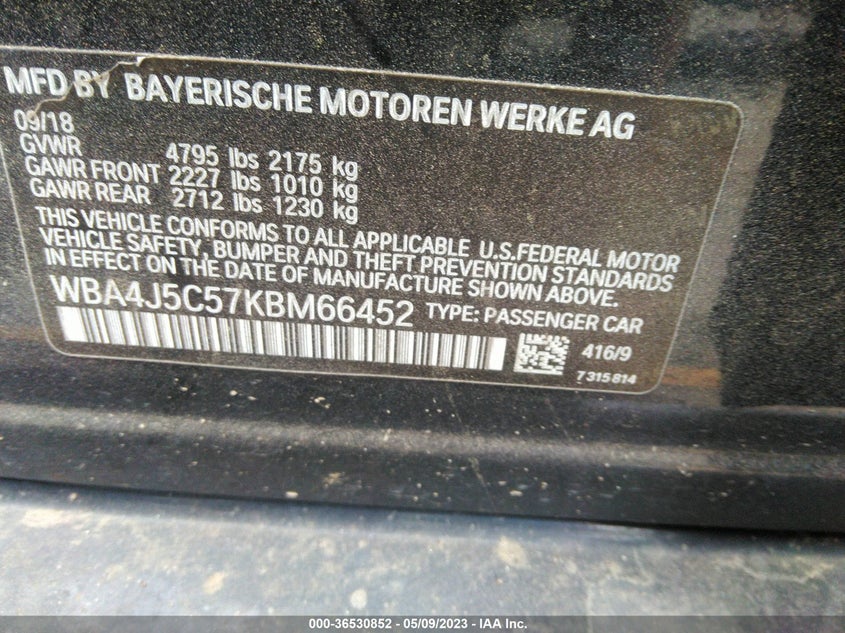 MFD BY BAYERISCHE MOTOREN WERKE AG
09/18
GVWR 4795 lbs 2175 kg
GAWR FRONT 2227 lbs 1010 kg
GAWR REAR 2712 lbs 1230 kg
THIS VEHICLE CONFORMS TO ALL APPLICABLE U.S.FEDERAL MOTOR
VEHICLE SAFETY, BUMPER AND THEFT PREVENTION STANDARDS
IN EFFECT ON THE DATE OF MANUFACTURE SHOWN ABOVE.
WBA4J5C57KBM66452 TYPE: PASSENGER CAR
416/9
7315814
000-36530852 - 05/09/2023 - IAA Inc.